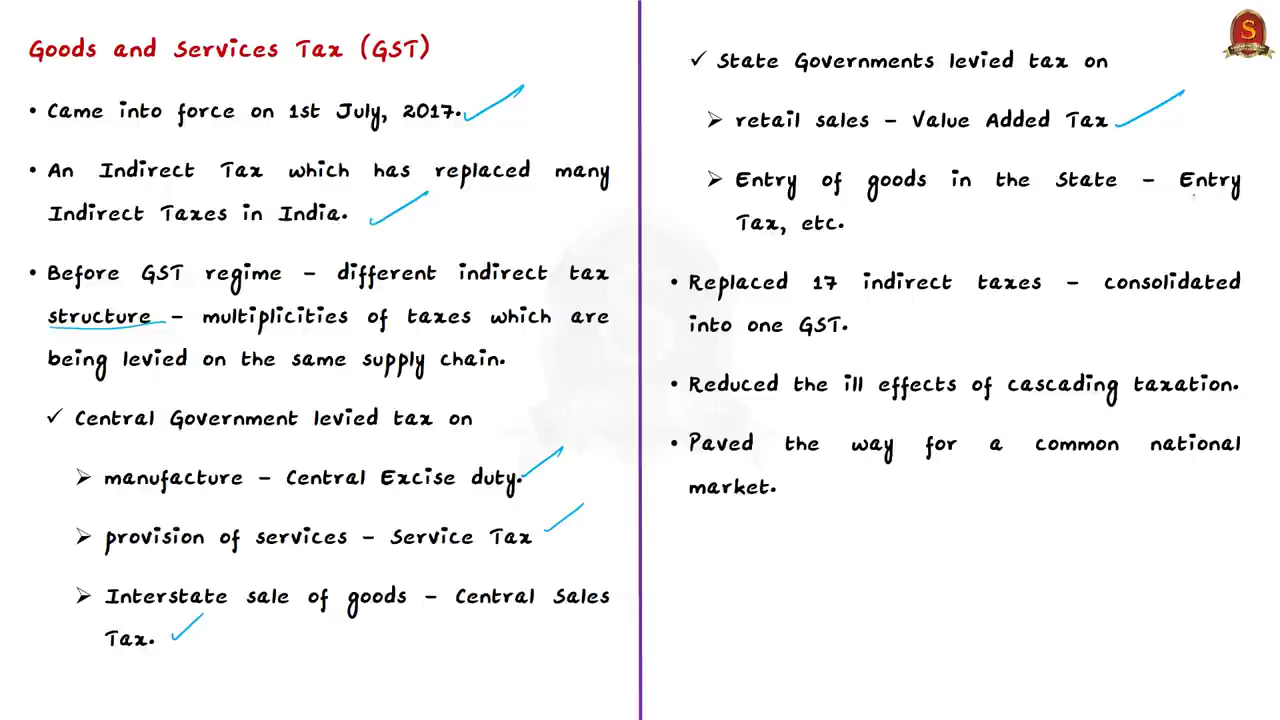 Goods and Services Tax (GST)
• Came into force on 1st July, 2017.
• An Indirect Tax which has replaced many
Indirect Taxes in India.
• Before GST regime – different indirect tax
structure – multiplicities of taxes which are
being levied on the same supply chain.
✓ Central Government levied tax on
➢ manufacture – Central Excise duty.
➢ provision of services – Service Tax
➢ Interstate sale of goods – Central Sales
Tax.
✓ State Governments levied tax on
➢ retail sales – Value Added Tax
➢ Entry of goods in the State – Entry
Tax, etc.
• Replaced 17 indirect taxes – consolidated
into one GST.
• Reduced the ill effects of cascading taxation.
• Paved the way for a common national
market.
S